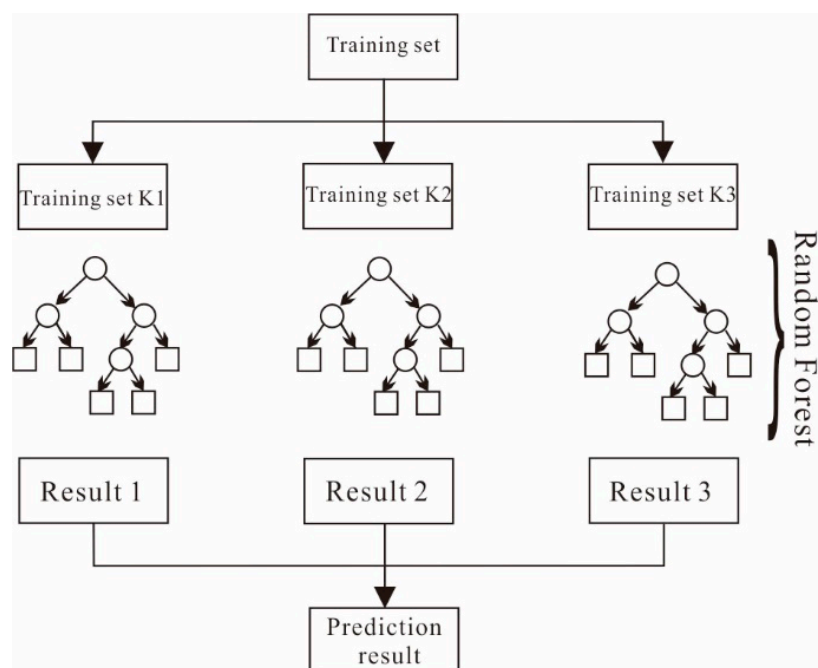 Training set
Training set K1
Training set K2
Training set K3
Random Forest
Result 1
Result 2
Result 3
Prediction
result